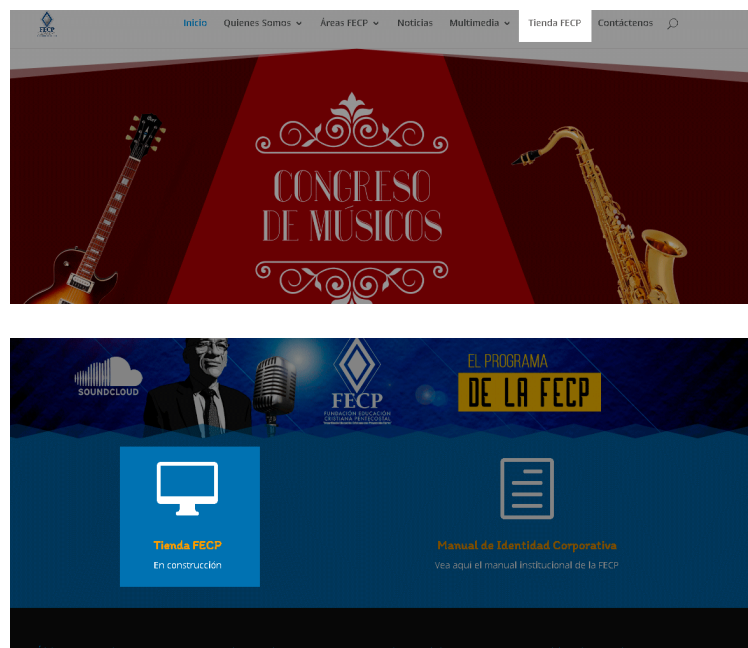 FECP
Inicio Quienes Somos Áreas FECP Noticias Multimedia Tienda FECP Contáctenos
CONGRESO
DE MÚSICOS
SOUNDCLOUD
FECP
FUNDACIÓN EDUCACIÓN
CRISTIANA PENTECOSTAL
EL PROGRAMA
DE LA FECP
Tienda FECP
En construcción
Manual de Identidad Corporativa
Vea aqui el manual institucional de la FECP